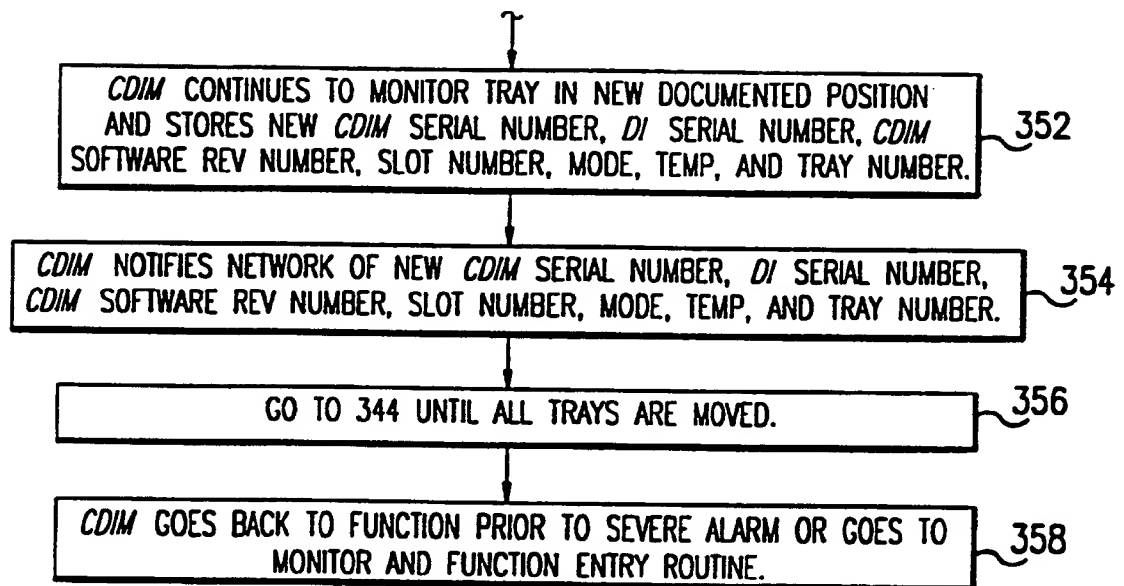 CDIM CONTINUES TO MONITOR TRAY IN NEW DOCUMENTED POSITION
AND STORES NEW CDIM SERIAL NUMBER, DI SERIAL NUMBER, CDIM
SOFTWARE REV NUMBER, SLOT NUMBER, MODE, TEMP, AND TRAY NUMBER.
352
CDIM NOTIFIES NETWORK OF NEW CDIM SERIAL NUMBER, DI SERIAL NUMBER,
CDIM SOFTWARE REV NUMBER, SLOT NUMBER, MODE, TEMP, AND TRAY NUMBER.
354
GO TO 344 UNTIL ALL TRAYS ARE MOVED.
356
CDIM GOES BACK TO FUNCTION PRIOR TO SEVERE ALARM OR GOES TO
MONITOR AND FUNCTION ENTRY ROUTINE.
358